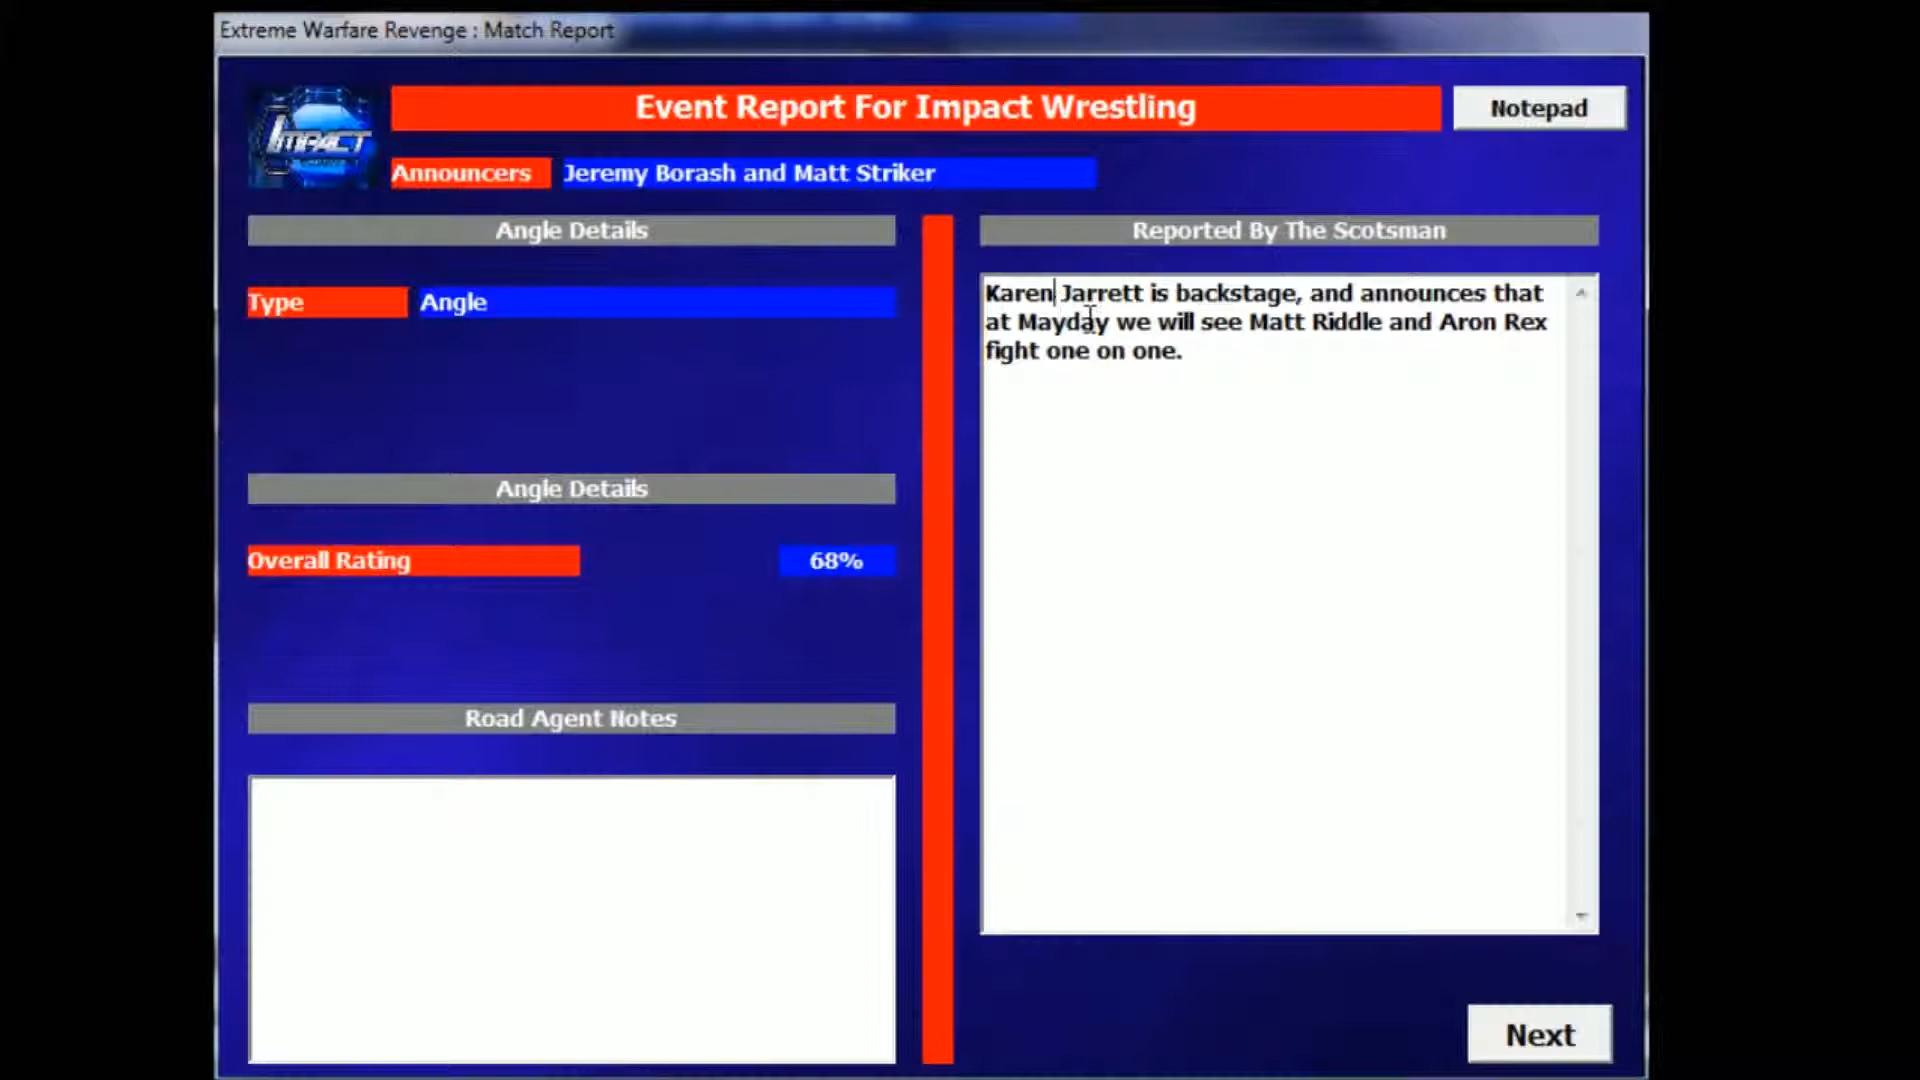 Extreme Warfare Revenge : Match Report
IMPACT
Event Report For Impact Wrestling
Notepad
Announcers
Jeremy Borash and Matt Striker
Angle Details
Type
Angle
Angle Details
Overall Rating
68%
Road Agent Notes
Reported By The Scotsman
Karen Jarrett is backstage, and announces that
at Mayday we will see Matt Riddle and Aron Rex
fight one on one.
Next